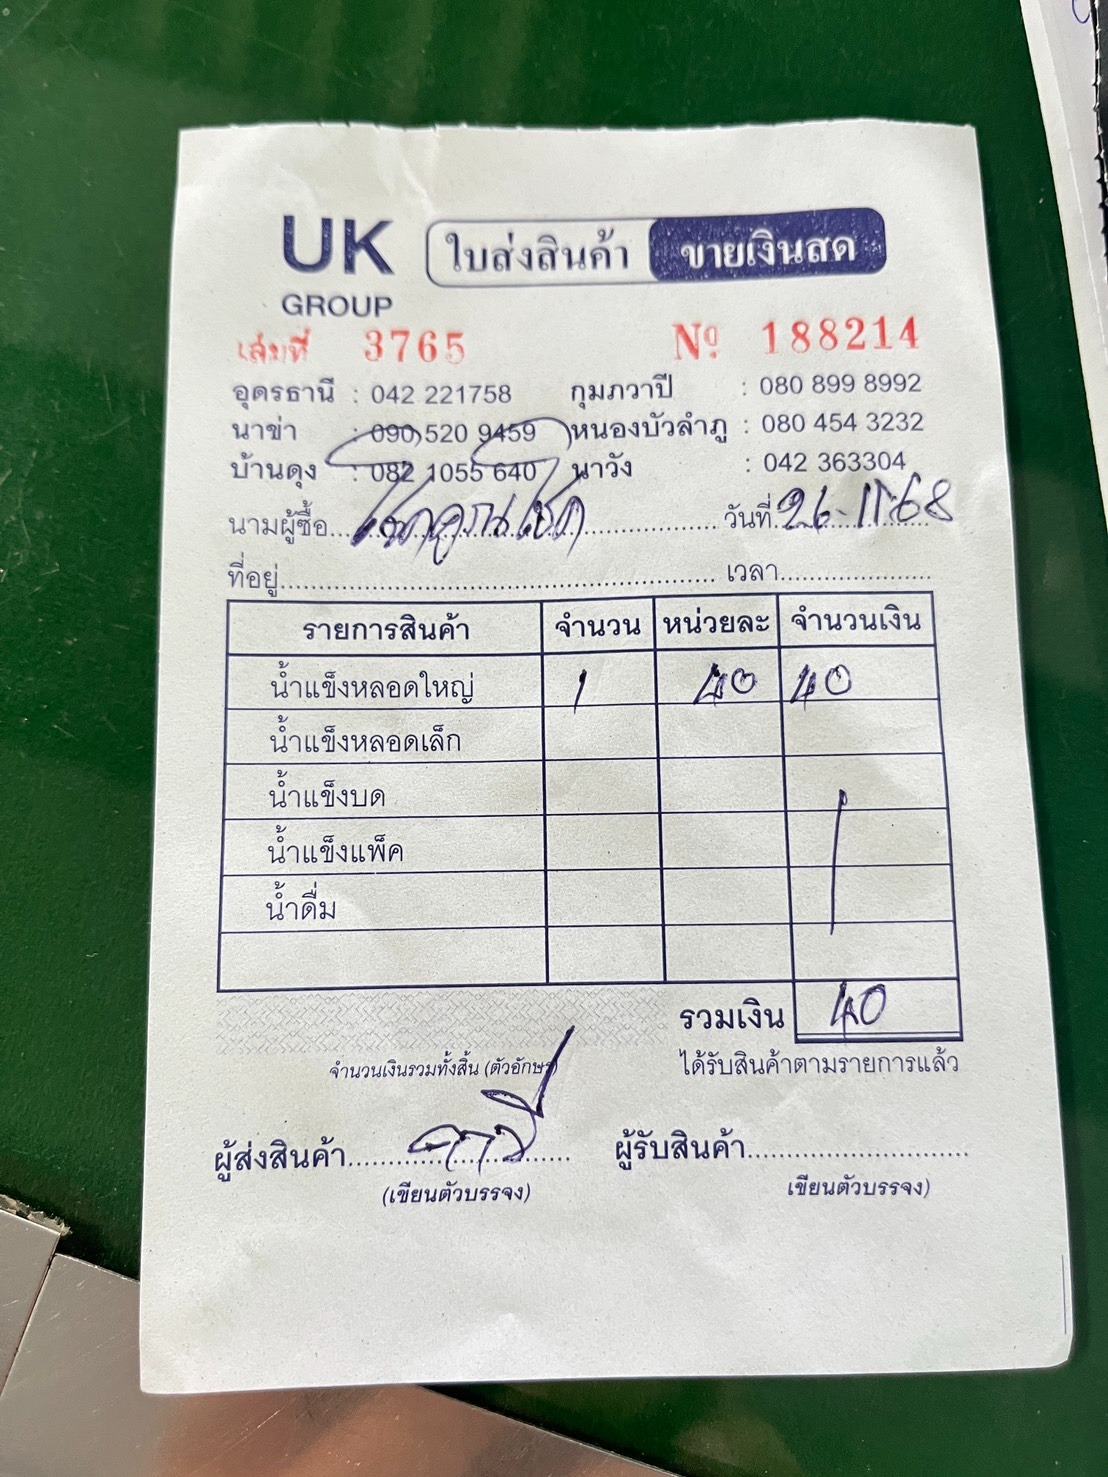 UK ใบส่งสินค้า ขายเงินสด
GROUP
เล่มที่ 3765 Nº 188214
อุดรธานี : 042 221758 กุมภวาปี : 080 899 8992
นาข่า : 090 520 9459 หนองบัวลำภู : 080 454 3232
บ้านดุง : 082 1055 640 นาวัง : 042 363304
นามผู้ซื้อ วันที่ 26-11-68
ที่อยู่ เวลา
รายการสินค้า จำนวน หน่วยละ จำนวนเงิน
น้ำแข็งหลอดใหญ่ 1 40 40
น้ำแข็งหลอดเล็ก
น้ำแข็งบด
น้ำแข็งแพ็ค
น้ำดื่ม
รวมเงิน 40
จำนวนเงินรวมทั้งสิ้น (ตัวอักษร) ได้รับสินค้าตามรายการแล้ว
ผู้ส่งสินค้า ผู้รับสินค้า
(เขียนตัวบรรจง) เขียนตัวบรรจง)